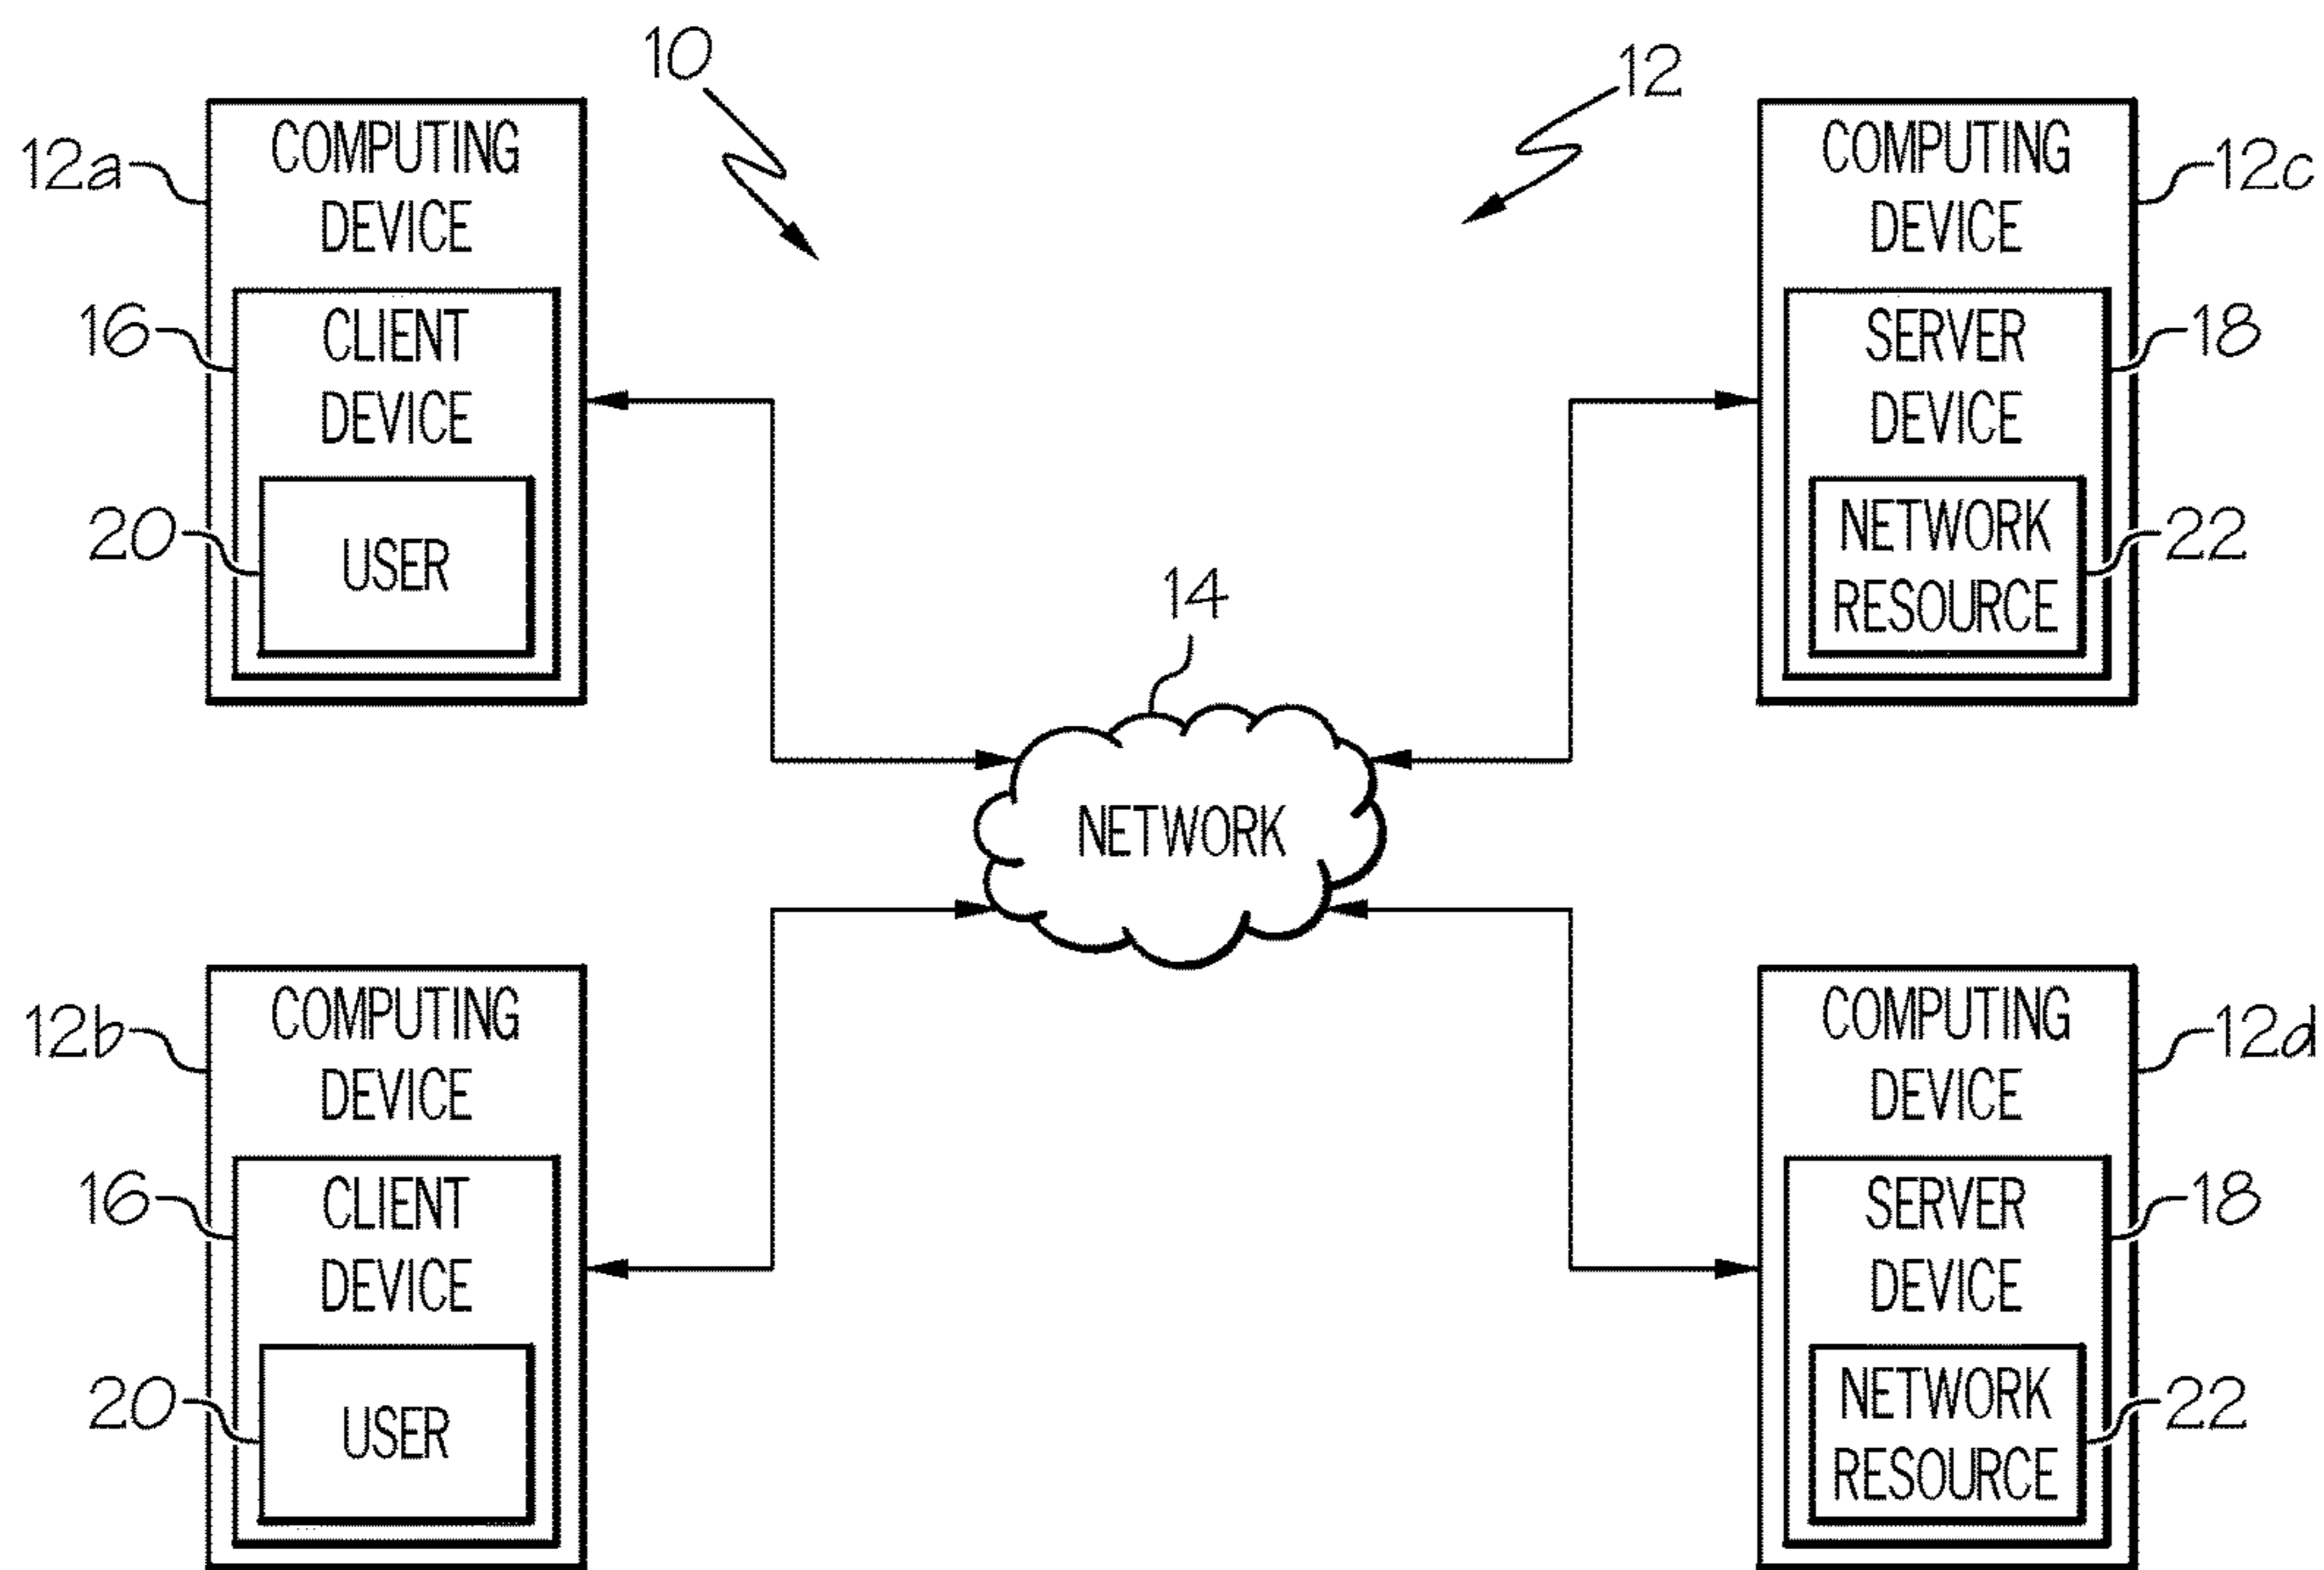 10
12
12a
COMPUTING
DEVICE
16
CLIENT
DEVICE
20
USER
12c
COMPUTING
DEVICE
18
SERVER
DEVICE
22
NETWORK
RESOURCE
14
NETWORK
12b
COMPUTING
DEVICE
16
CLIENT
DEVICE
20
USER
12d
COMPUTING
DEVICE
18
SERVER
DEVICE
22
NETWORK
RESOURCE